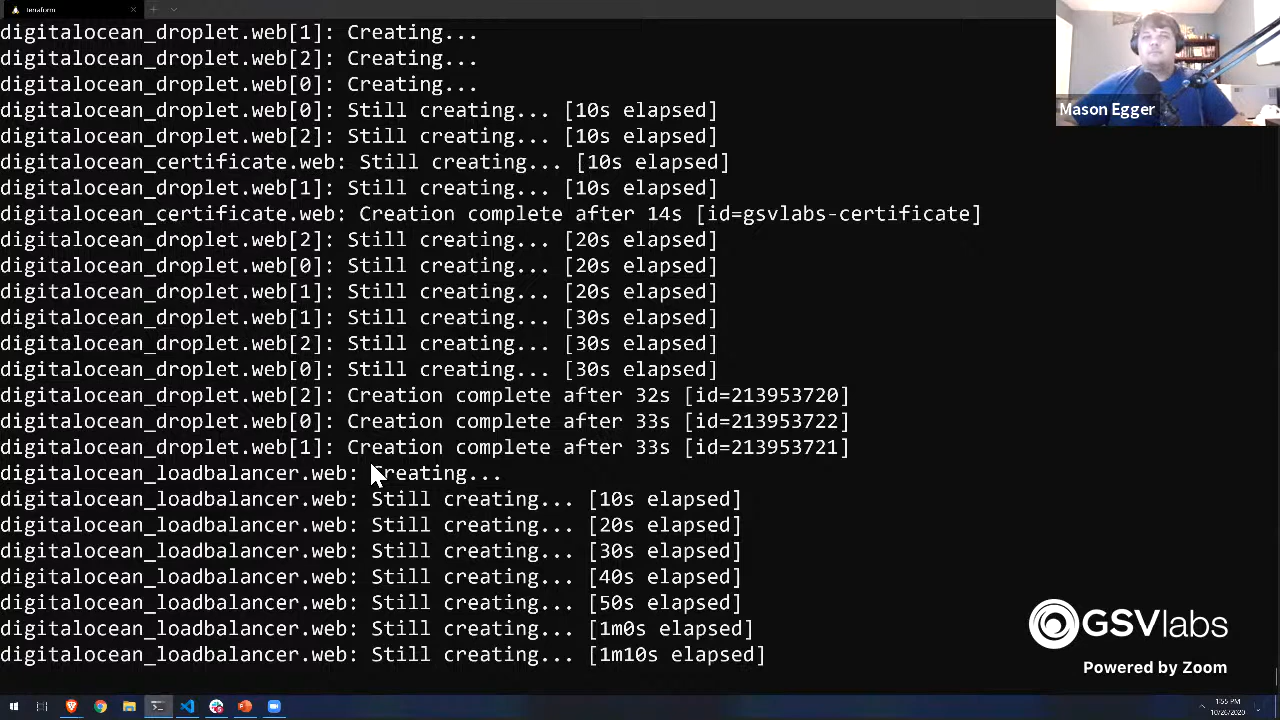 terraform
digitalocean_droplet.web[1]: Creating...
digitalocean_droplet.web[2]: Creating...
digitalocean_droplet.web[0]: Creating...
digitalocean_droplet.web[0]: Still creating... [10s elapsed]
digitalocean_droplet.web[2]: Still creating... [10s elapsed]
digitalocean_certificate.web: Still creating... [10s elapsed]
digitalocean_droplet.web[1]: Still creating... [10s elapsed]
digitalocean_certificate.web: Creation complete after 14s [id=gsvlabs-certificate]
digitalocean_droplet.web[2]: Still creating... [20s elapsed]
digitalocean_droplet.web[0]: Still creating... [20s elapsed]
digitalocean_droplet.web[1]: Still creating... [20s elapsed]
digitalocean_droplet.web[1]: Still creating... [30s elapsed]
digitalocean_droplet.web[2]: Still creating... [30s elapsed]
digitalocean_droplet.web[0]: Still creating... [30s elapsed]
digitalocean_droplet.web[2]: Creation complete after 32s [id=213953720]
digitalocean_droplet.web[0]: Creation complete after 33s [id=213953722]
digitalocean_droplet.web[1]: Creation complete after 33s [id=213953721]
digitalocean_loadbalancer.web: Creating...
digitalocean_loadbalancer.web: Still creating... [10s elapsed]
digitalocean_loadbalancer.web: Still creating... [20s elapsed]
digitalocean_loadbalancer.web: Still creating... [30s elapsed]
digitalocean_loadbalancer.web: Still creating... [40s elapsed]
digitalocean_loadbalancer.web: Still creating... [50s elapsed]
digitalocean_loadbalancer.web: Still creating... [1m0s elapsed]
digitalocean_loadbalancer.web: Still creating... [1m10s elapsed]
Mason Egger
GSVlabs
Powered by Zoom
1:55 PM
10/26/2020